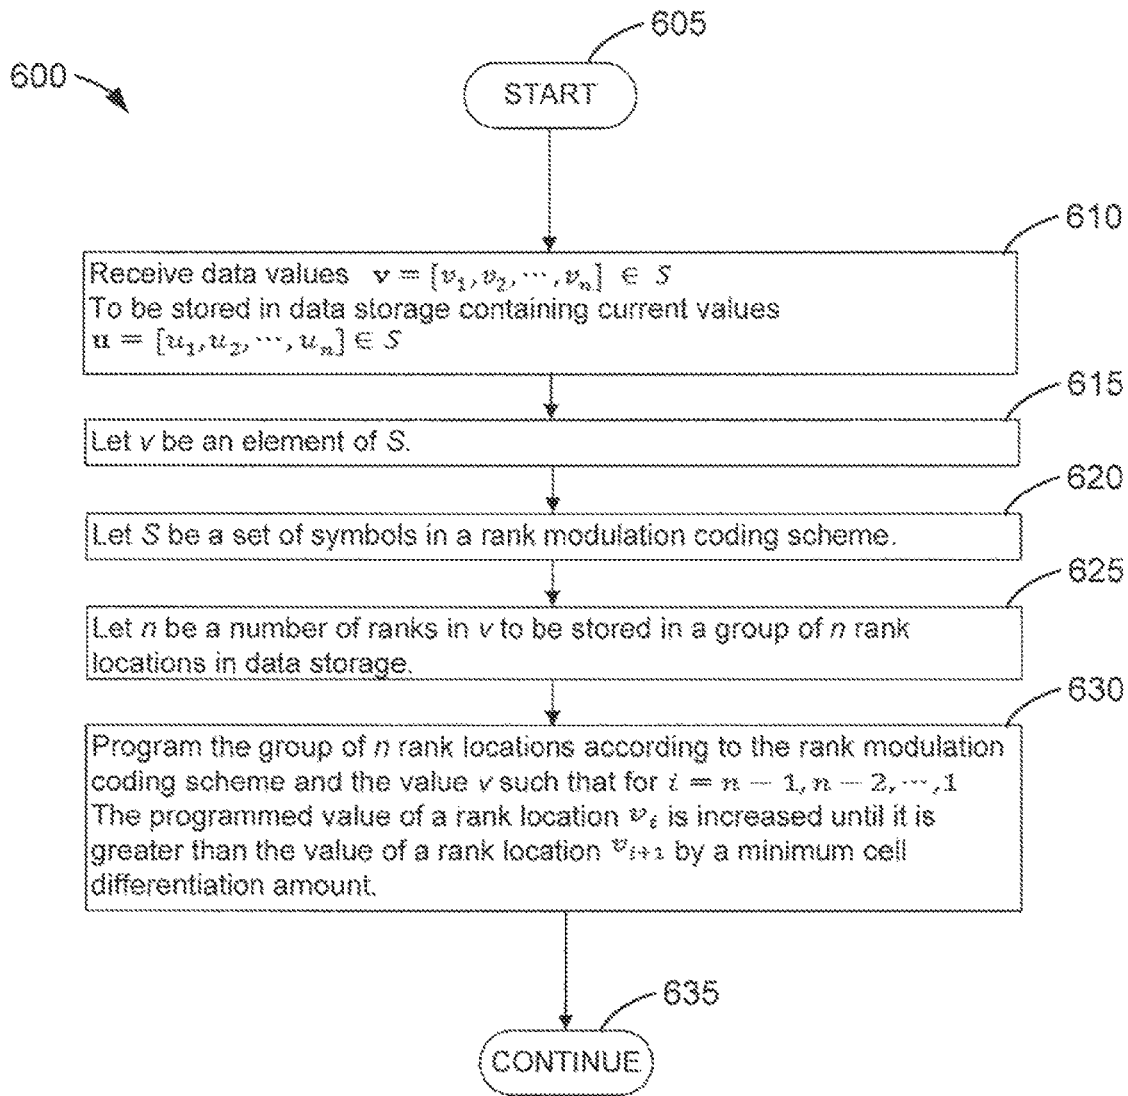 605
600
START
610
Receive data values v = [v₁, v₂, ⋯, vₙ] ∈ S
To be stored in data storage containing current values
u = [u₁, u₂, ⋯, uₙ] ∈ S
615
Let v be an element of S.
620
Let S be a set of symbols in a rank modulation coding scheme.
625
Let n be a number of ranks in v to be stored in a group of n rank
locations in data storage.
630
Program the group of n rank locations according to the rank modulation
coding scheme and the value v such that for i = n − 1, n − 2, ⋯, 1
The programmed value of a rank location vᵢ is increased until it is
greater than the value of a rank location vᵢ₊₁ by a minimum cell
differentiation amount.
635
CONTINUE